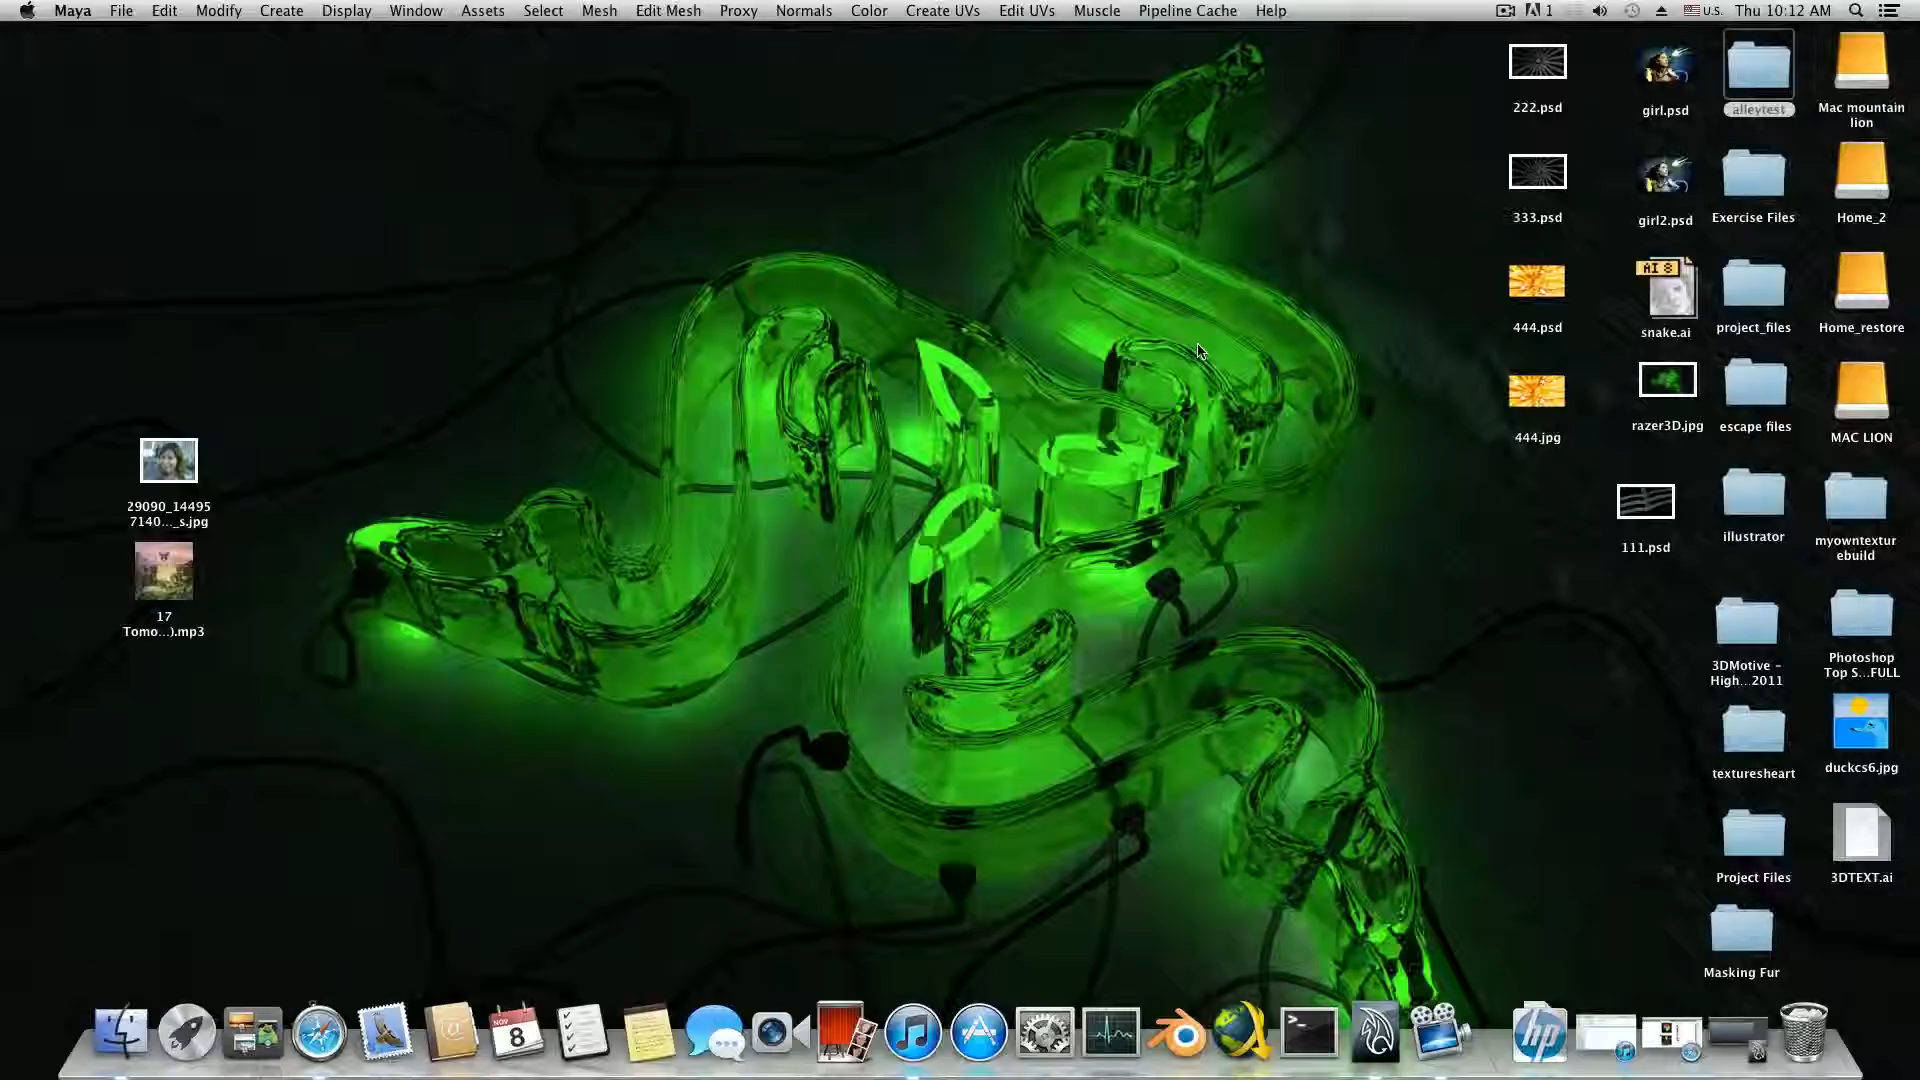 Maya File Edit Modify Create Display Window Assets Select Mesh Edit Mesh Proxy Normals Color Create UVs Edit UVs Muscle Pipeline Cache Help 1 U.S. Thu 10:12 AM
222.psd
girl.psd
alleytest
Mac mountain
lion
333.psd
girl2.psd
Exercise Files
Home_2
AI 8
444.psd
snake.ai
project_files
Home_restore
444.jpg
razer3D.jpg
escape files
MAC LION
29090_14495
7140..._s.jpg
111.psd
illustrator
myowntextur
ebuild
17
Tomo...).mp3
3DMotive -
High...2011
Photoshop
Top S...FULL
texturesheart
duckcs6.jpg
Project Files
3DTEXT.ai
Masking Fur
NOV
8
hp